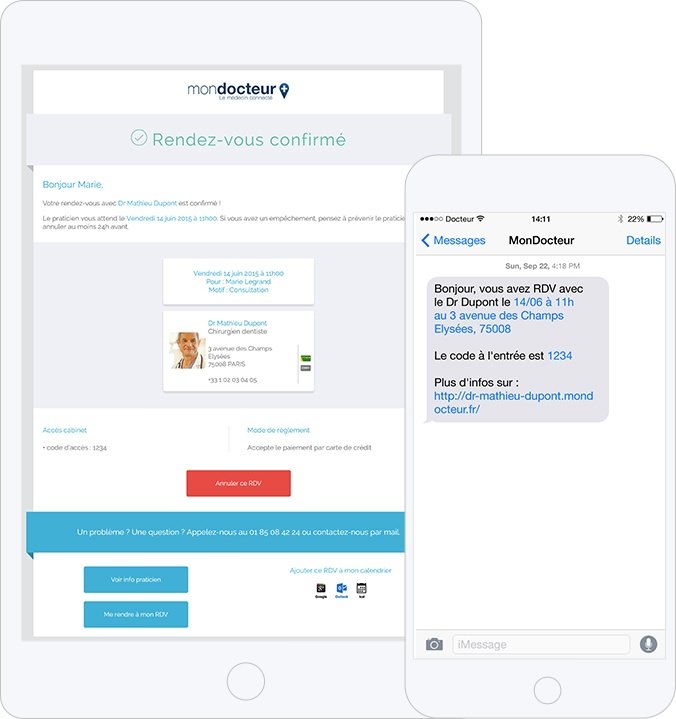 mondocteur
Le médecin connecté
Rendez-vous confirmé
Bonjour Marie,
Votre rendez-vous avec Dr Mathieu Dupont est confirmé !
Le praticien vous attend le Vendredi 14 juin 2015 à 11h00. Si vous avez un empêchement, pensez à prévenir le praticie
annuler au moins 24h avant.
Vendredi 14 juin 2015 à 11h00
Pour : Marie Legrand
Motif : Consultation
Dr Mathieu Dupont
Chirurgien dentiste
3 avenue des Champs
Elysées
75008 PARIS
+33 1 02 03 04 05
Accès cabinet
• code d'accès : 1234
Mode de règlement
Accepte le paiement par carte de crédit
Annuler ce RDV
Un problème ? Une question ? Appelez-nous au 01 85 08 42 24 ou contactez-nous par mail.
Voir info praticien
Me rendre à mon RDV
Ajouter ce RDV à mon calendrier
Google
Outlook
Ical
Docteur
14:11
22%
Messages
MonDocteur
Details
Sun, Sep 22, 4:18 PM
Bonjour, vous avez RDV avec
le Dr Dupont le 14/06 à 11h
au 3 avenue des Champs
Elysées, 75008
Le code à l'entrée est 1234
Plus d'infos sur :
http://dr-mathieu-dupont.mond
octeur.fr/
iMessage